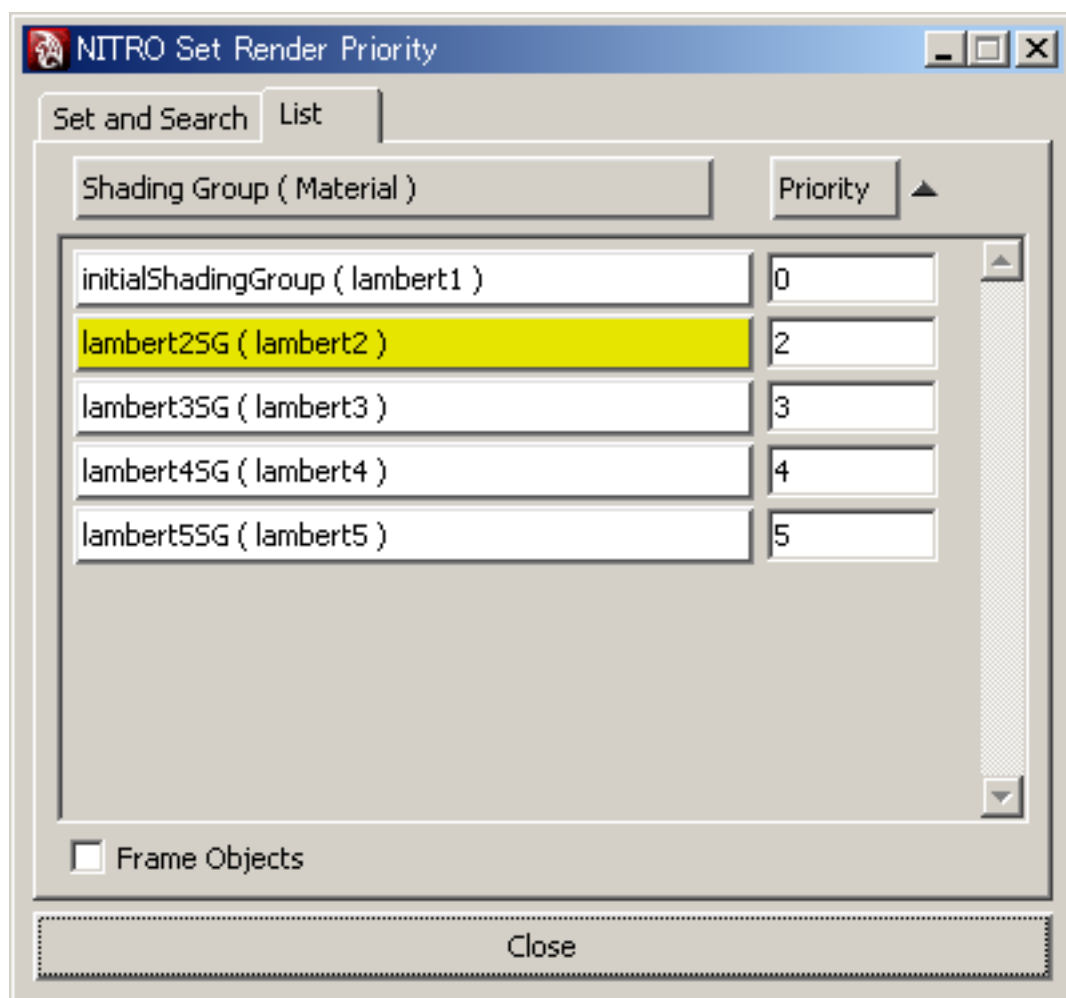 NITRO Set Render Priority
Set and Search List
Shading Group ( Material ) Priority
initialShadingGroup ( lambert1 ) 0
lambert2SG ( lambert2 ) 2
lambert3SG ( lambert3 ) 3
lambert4SG ( lambert4 ) 4
lambert5SG ( lambert5 ) 5
Frame Objects
Close